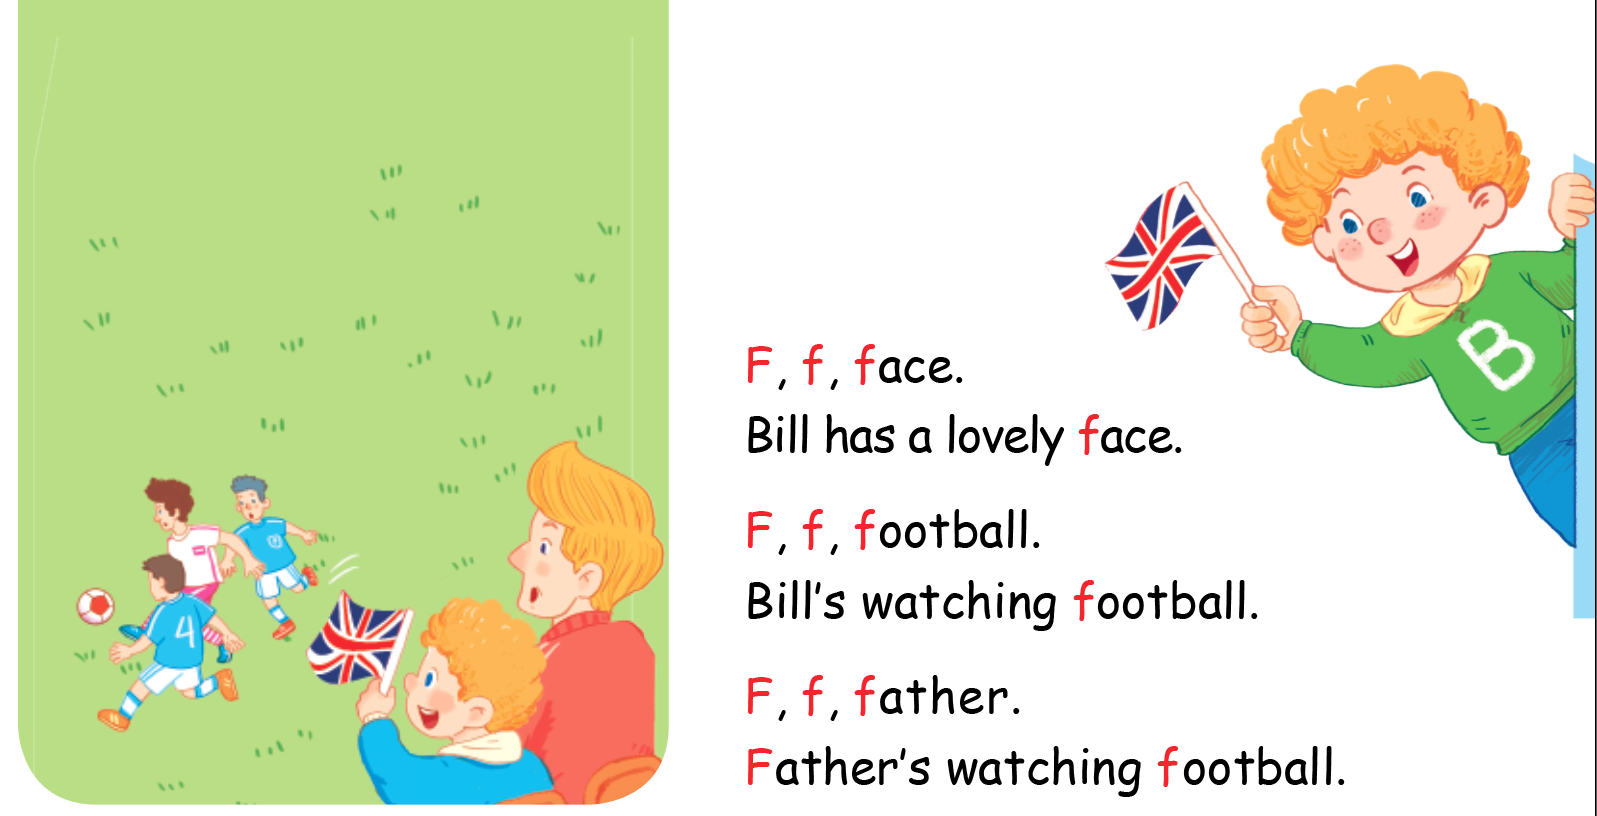 F, f, face.
Bill has a lovely face.
F, f, football.
Bill's watching football.
F, f, father.
Father's watching football.
B
4